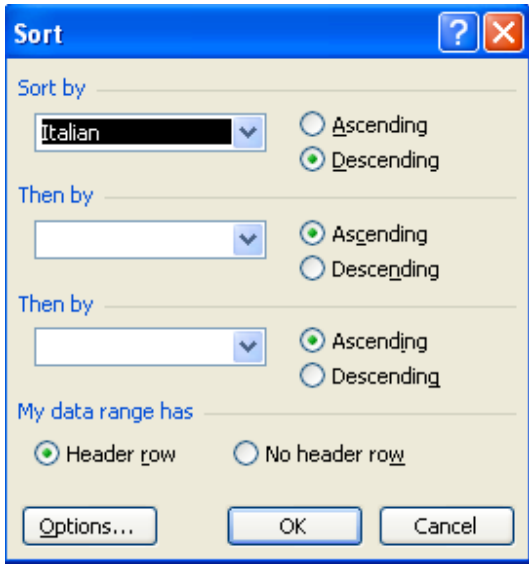 Sort
Sort by
Italian
Ascending
Descending
Then by
Ascending
Descending
Then by
Ascending
Descending
My data range has
Header row
No header row
Options...
OK
Cancel